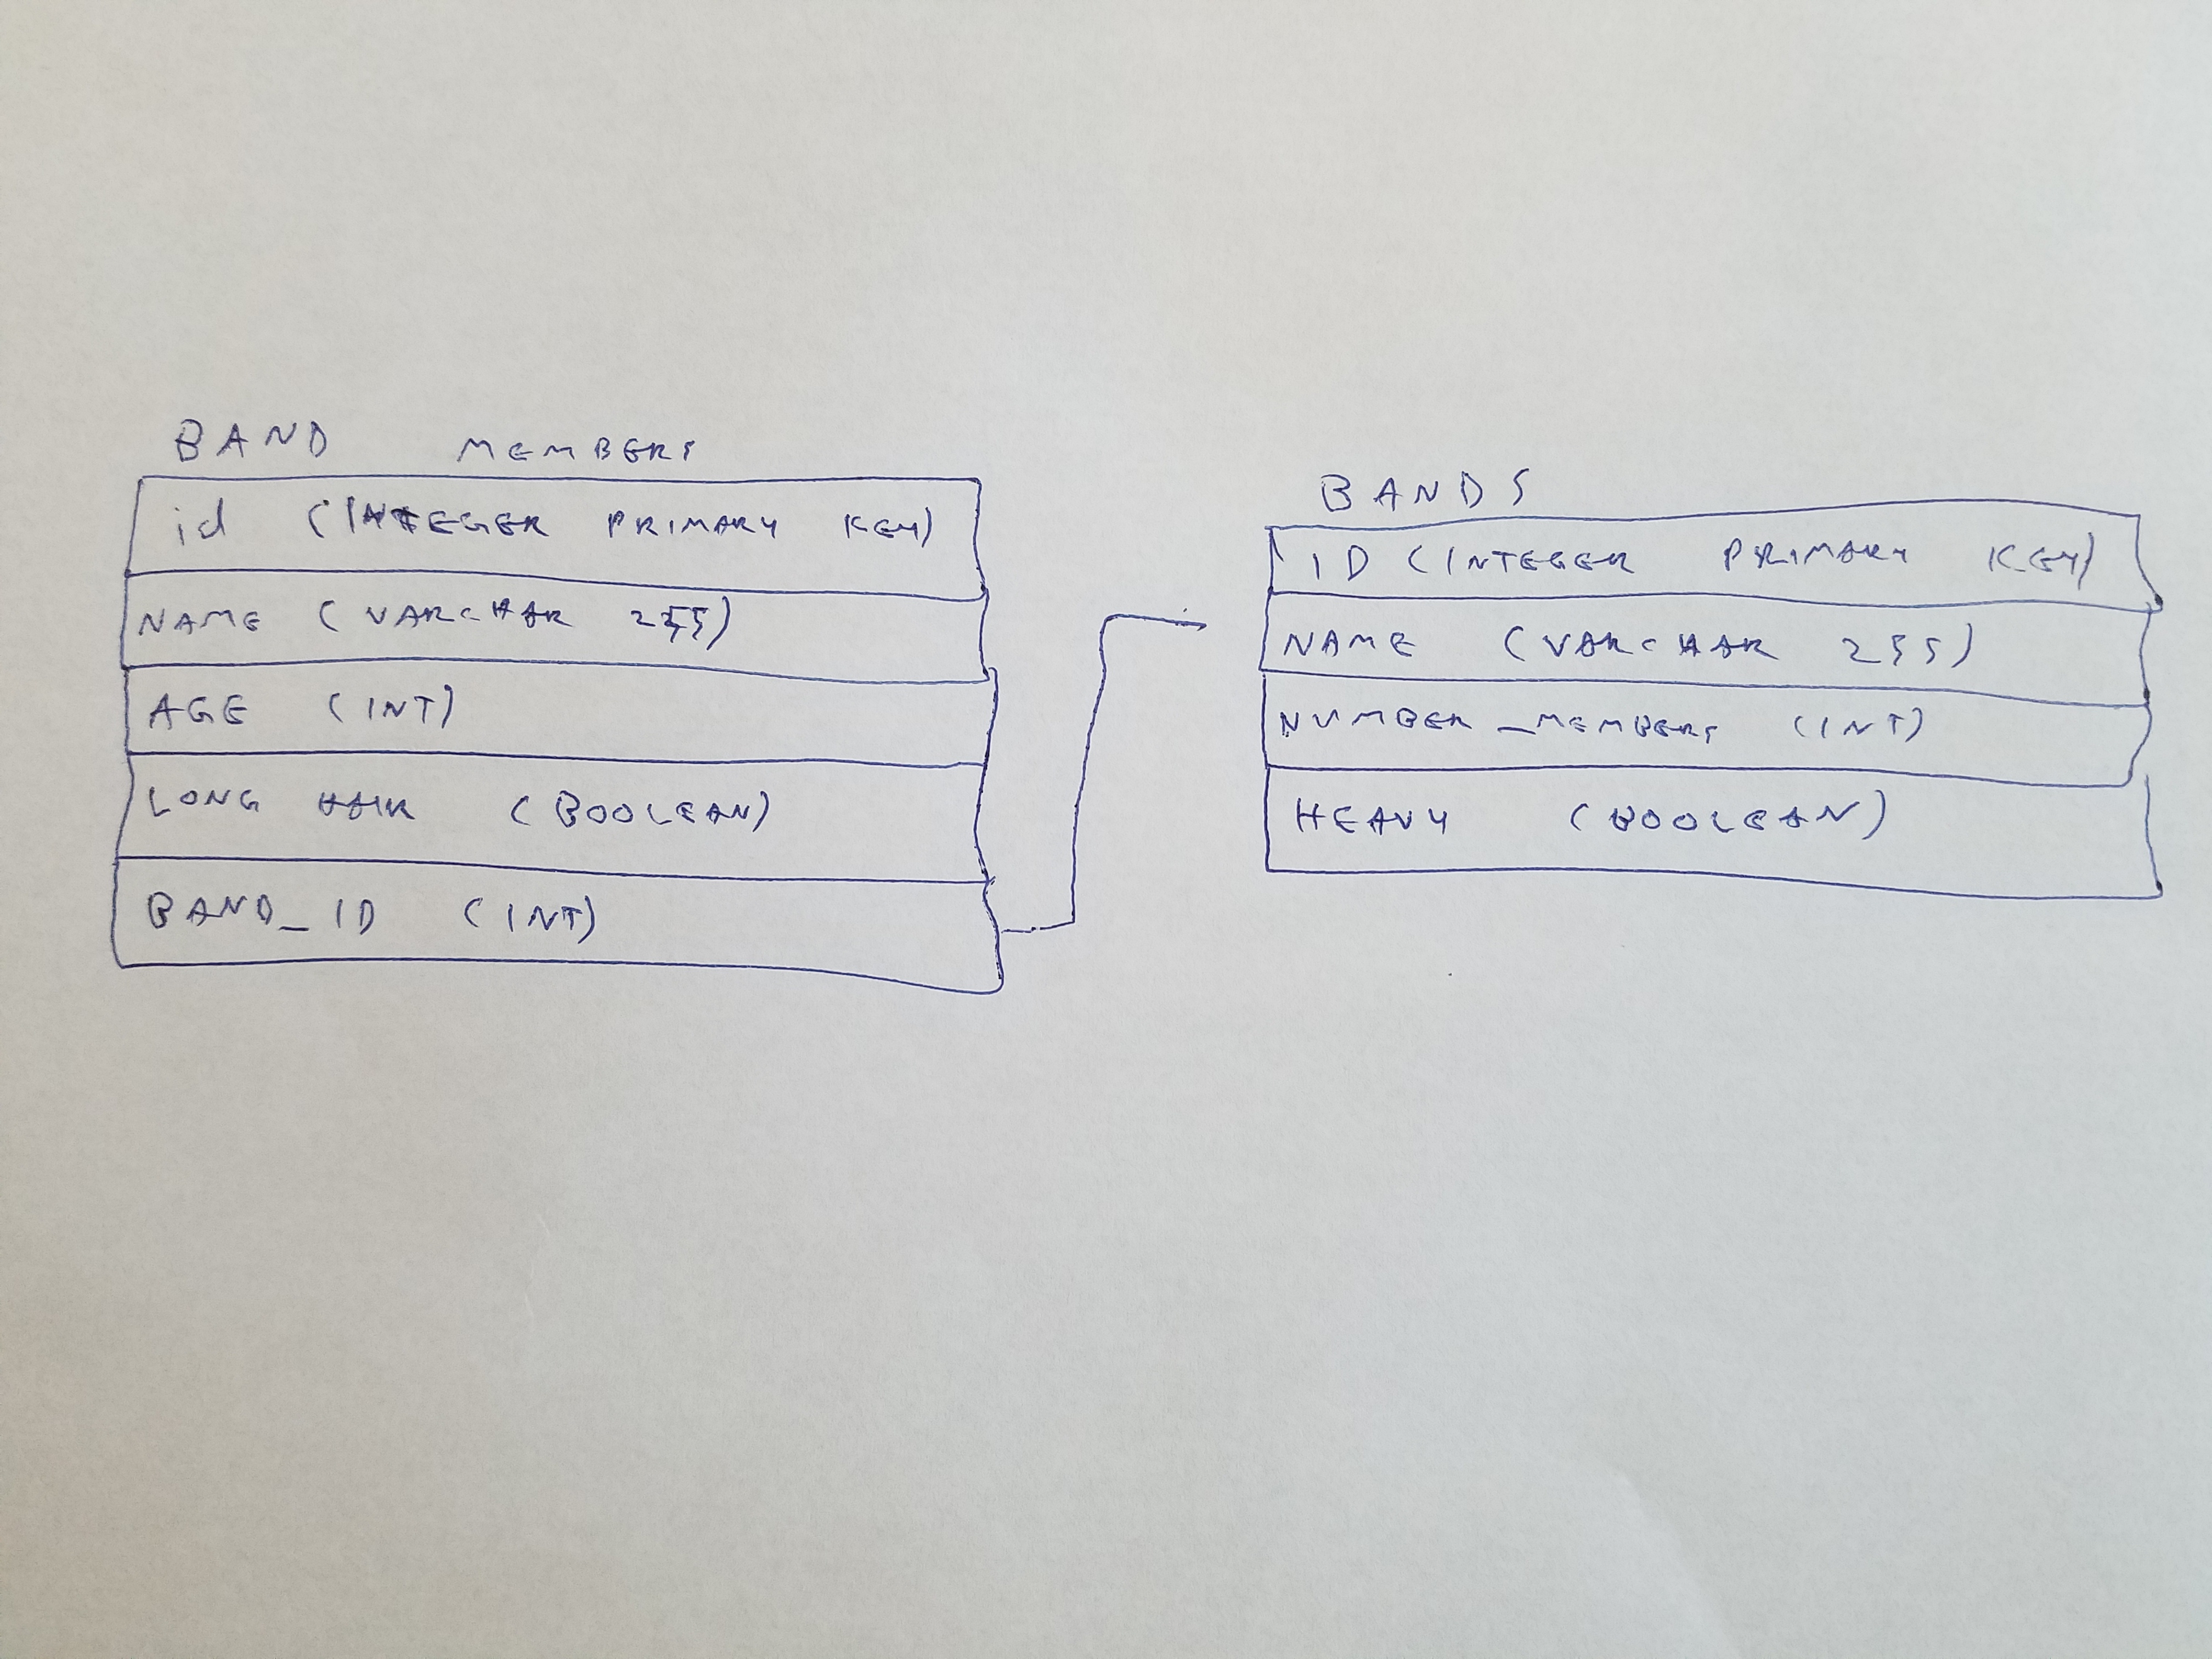 BAND MEMBERS
id (INTEGER PRIMARY KEY)
NAME (VARCHAR 255)
AGE (INT)
LONG HAIR (BOOLEAN)
BAND_ID (INT)
BANDS
ID (INTEGER PRIMARY KEY)
NAME (VARCHAR 255)
NUMBER_MEMBERS (INT)
HEAVY (BOOLEAN)